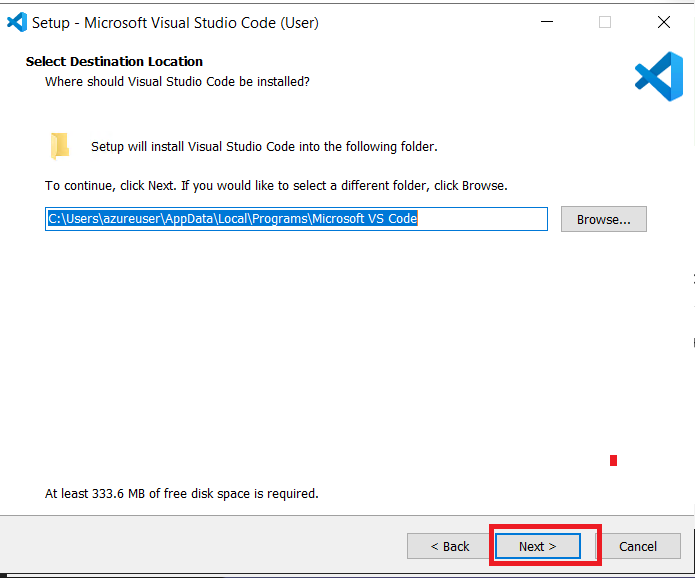 Setup - Microsoft Visual Studio Code (User)
Select Destination Location
Where should Visual Studio Code be installed?
Setup will install Visual Studio Code into the following folder.
To continue, click Next. If you would like to select a different folder, click Browse.
C:\Users\azureuser\AppData\Local\Programs\Microsoft VS Code
Browse...
At least 333.6 MB of free disk space is required.
< Back
Next >
Cancel